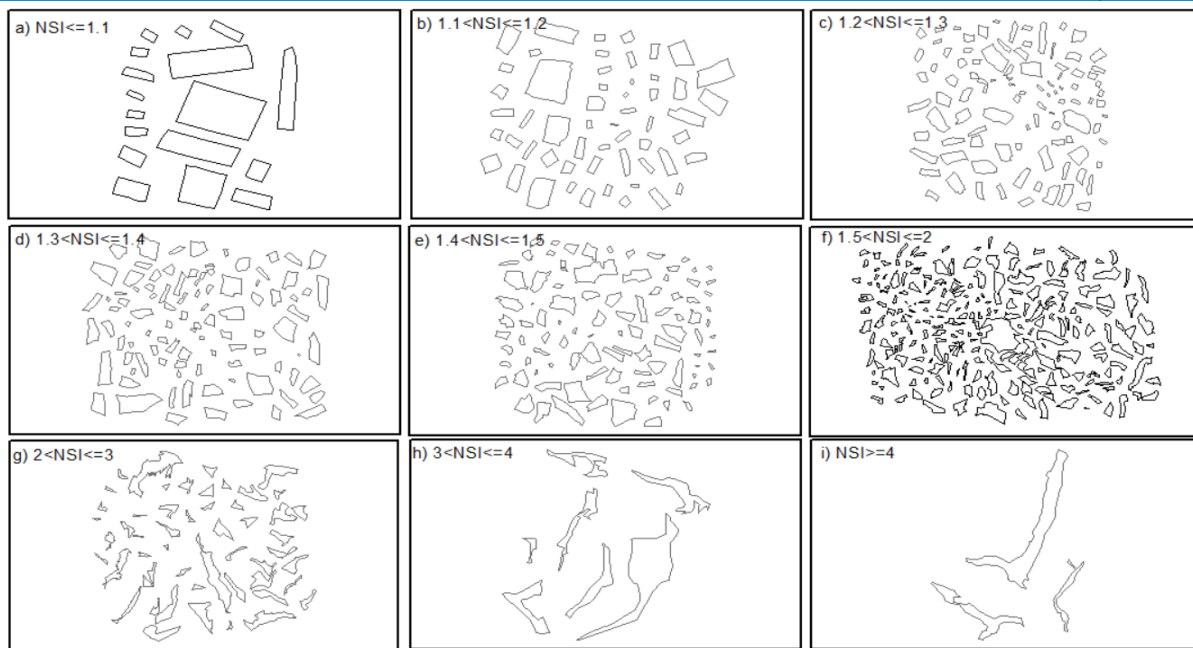 a) NSI<=1.1
b) 1.1<NSI<=1.2
c) 1.2<NSI<=1.3
d) 1.3<NSI<=1.4
e) 1.4<NSI<=1.5
f) 1.5<NSI<=2
g) 2<NSI<=3
h) 3<NSI<=4
i) NSI>=4